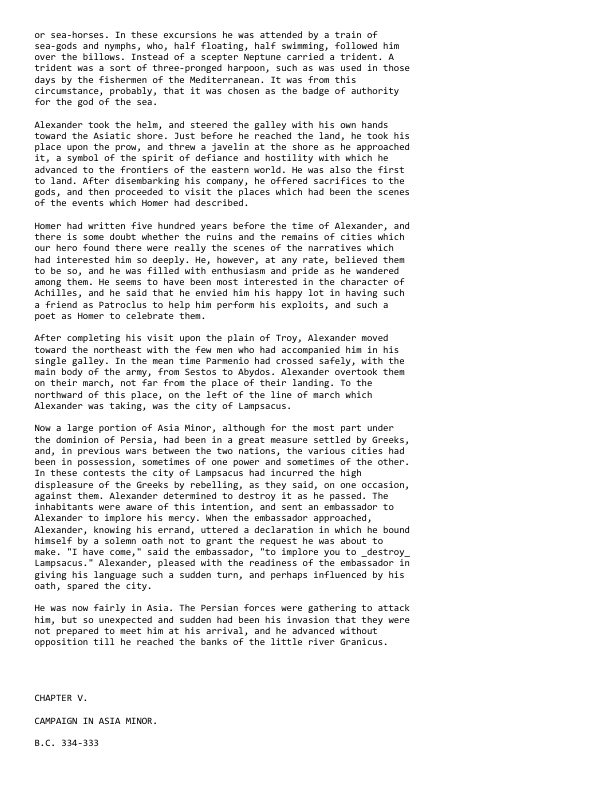 or sea-horses. In these excursions he was attended by a train of
sea-gods and nymphs, who, half floating, half swimming, followed him
over the billows. Instead of a scepter Neptune carried a trident. A
trident was a sort of three-pronged harpoon, such as was used in those
days by the fishermen of the Mediterranean. It was from this
circumstance, probably, that it was chosen as the badge of authority
for the god of the sea.

Alexander took the helm, and steered the galley with his own hands
toward the Asiatic shore. Just before he reached the land, he took his
place upon the prow, and threw a javelin at the shore as he approached
it, a symbol of the spirit of defiance and hostility with which he
advanced to the frontiers of the eastern world. He was also the first
to land. After disembarking his company, he offered sacrifices to the
gods, and then proceeded to visit the places which had been the scenes
of the events which Homer had described.

Homer had written five hundred years before the time of Alexander, and
there is some doubt whether the ruins and the remains of cities which
our hero found there were really the scenes of the narratives which
had interested him so deeply. He, however, at any rate, believed them
to be so, and he was filled with enthusiasm and pride as he wandered
among them. He seems to have been most interested in the character of
Achilles, and he said that he envied him his happy lot in having such
a friend as Patroclus to help him perform his exploits, and such a
poet as Homer to celebrate them.

After completing his visit upon the plain of Troy, Alexander moved
toward the northeast with the few men who had accompanied him in his
single galley. In the mean time Parmenio had crossed safely, with the
main body of the army, from Sestos to Abydos. Alexander overtook them
on their march, not far from the place of their landing. To the
northward of this place, on the left of the line of march which
Alexander was taking, was the city of Lampsacus.

Now a large portion of Asia Minor, although for the most part under
the dominion of Persia, had been in a great measure settled by Greeks,
and, in previous wars between the two nations, the various cities had
been in possession, sometimes of one power and sometimes of the other.
In these contests the city of Lampsacus had incurred the high
displeasure of the Greeks by rebelling, as they said, on one occasion,
against them. Alexander determined to destroy it as he passed. The
inhabitants were aware of this intention, and sent an embassador to
Alexander to implore his mercy. When the embassador approached,
Alexander, knowing his errand, uttered a declaration in which he bound
himself by a solemn oath not to grant the request he was about to
make. "I have come," said the embassador, "to implore you to _destroy_
Lampsacus." Alexander, pleased with the readiness of the embassador in
giving his language such a sudden turn, and perhaps influenced by his
oath, spared the city.

He was now fairly in Asia. The Persian forces were gathering to attack
him, but so unexpected and sudden had been his invasion that they were
not prepared to meet him at his arrival, and he advanced without
opposition till he reached the banks of the little river Granicus.

CHAPTER V.

CAMPAIGN IN ASIA MINOR.

B.C. 334-333